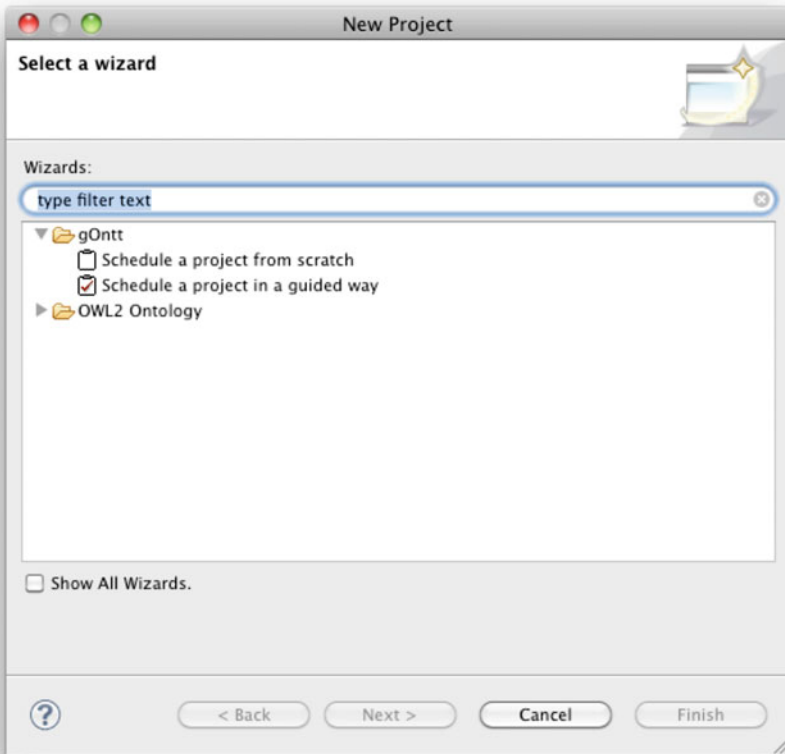 New Project
Select a wizard
Wizards:
type filter text
gOntt
Schedule a project from scratch
Schedule a project in a guided way
OWL2 Ontology
Show All Wizards.
? < Back Next > Cancel Finish